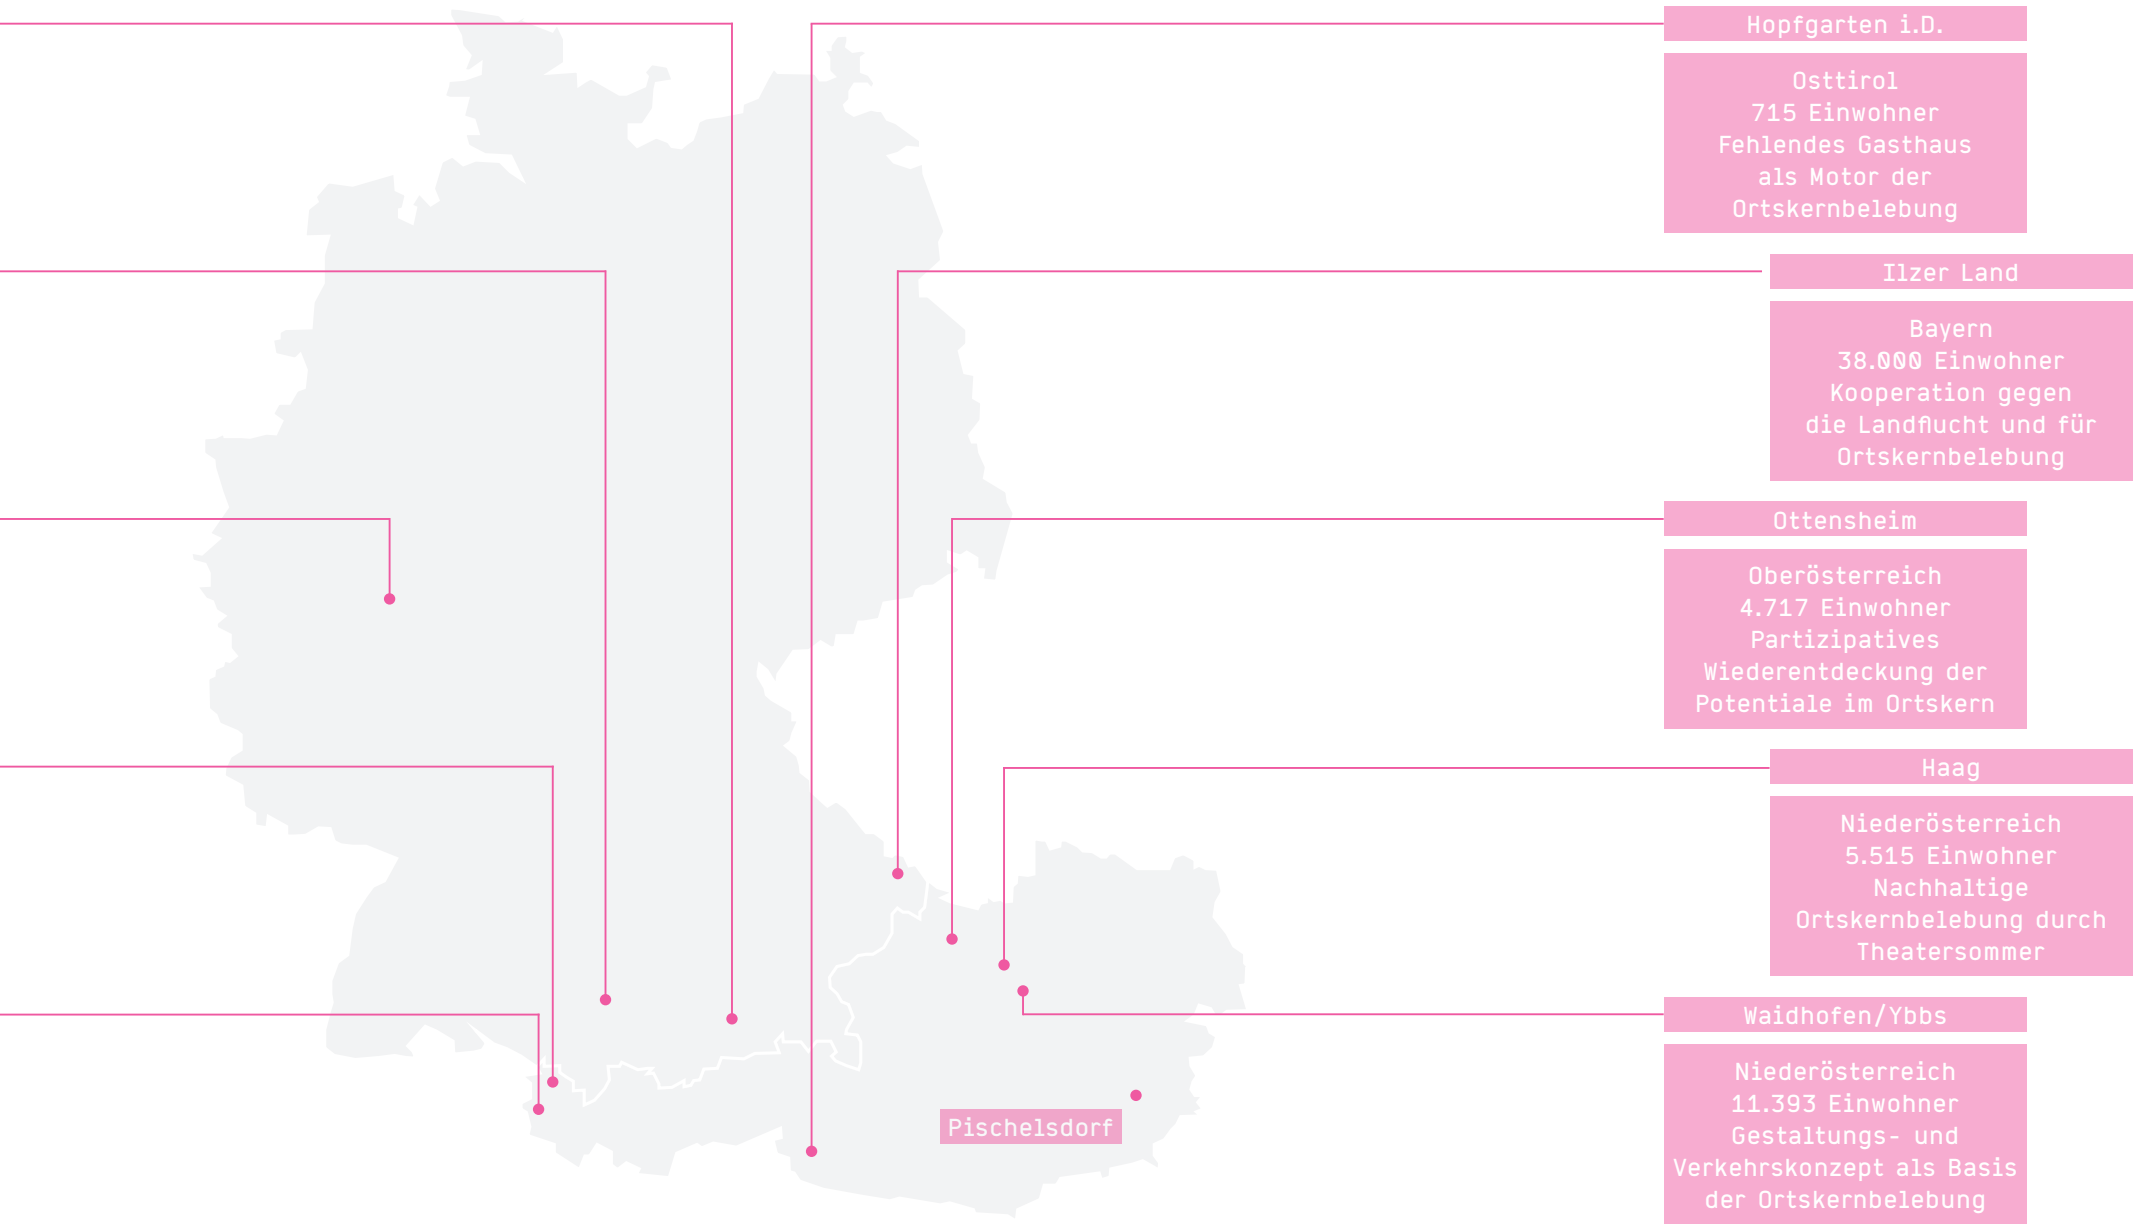 Hopfgarten i.D.
Osttirol
715 Einwohner
Fehlendes Gasthaus
als Motor der
Ortskernbelebung
Ilzer Land
Bayern
38.000 Einwohner
Kooperation gegen
die Landflucht und für
Ortskernbelebung
Ottensheim
Oberösterreich
4.717 Einwohner
Partizipatives
Wiederentdeckung der
Potentiale im Ortskern
Haag
Niederösterreich
5.515 Einwohner
Nachhaltige
Ortskernbelebung durch
Theatersommer
Waidhofen/Ybbs
Niederösterreich
11.393 Einwohner
Gestaltungs- und
Verkehrskonzept als Basis
der Ortskernbelebung
Pischelsdorf